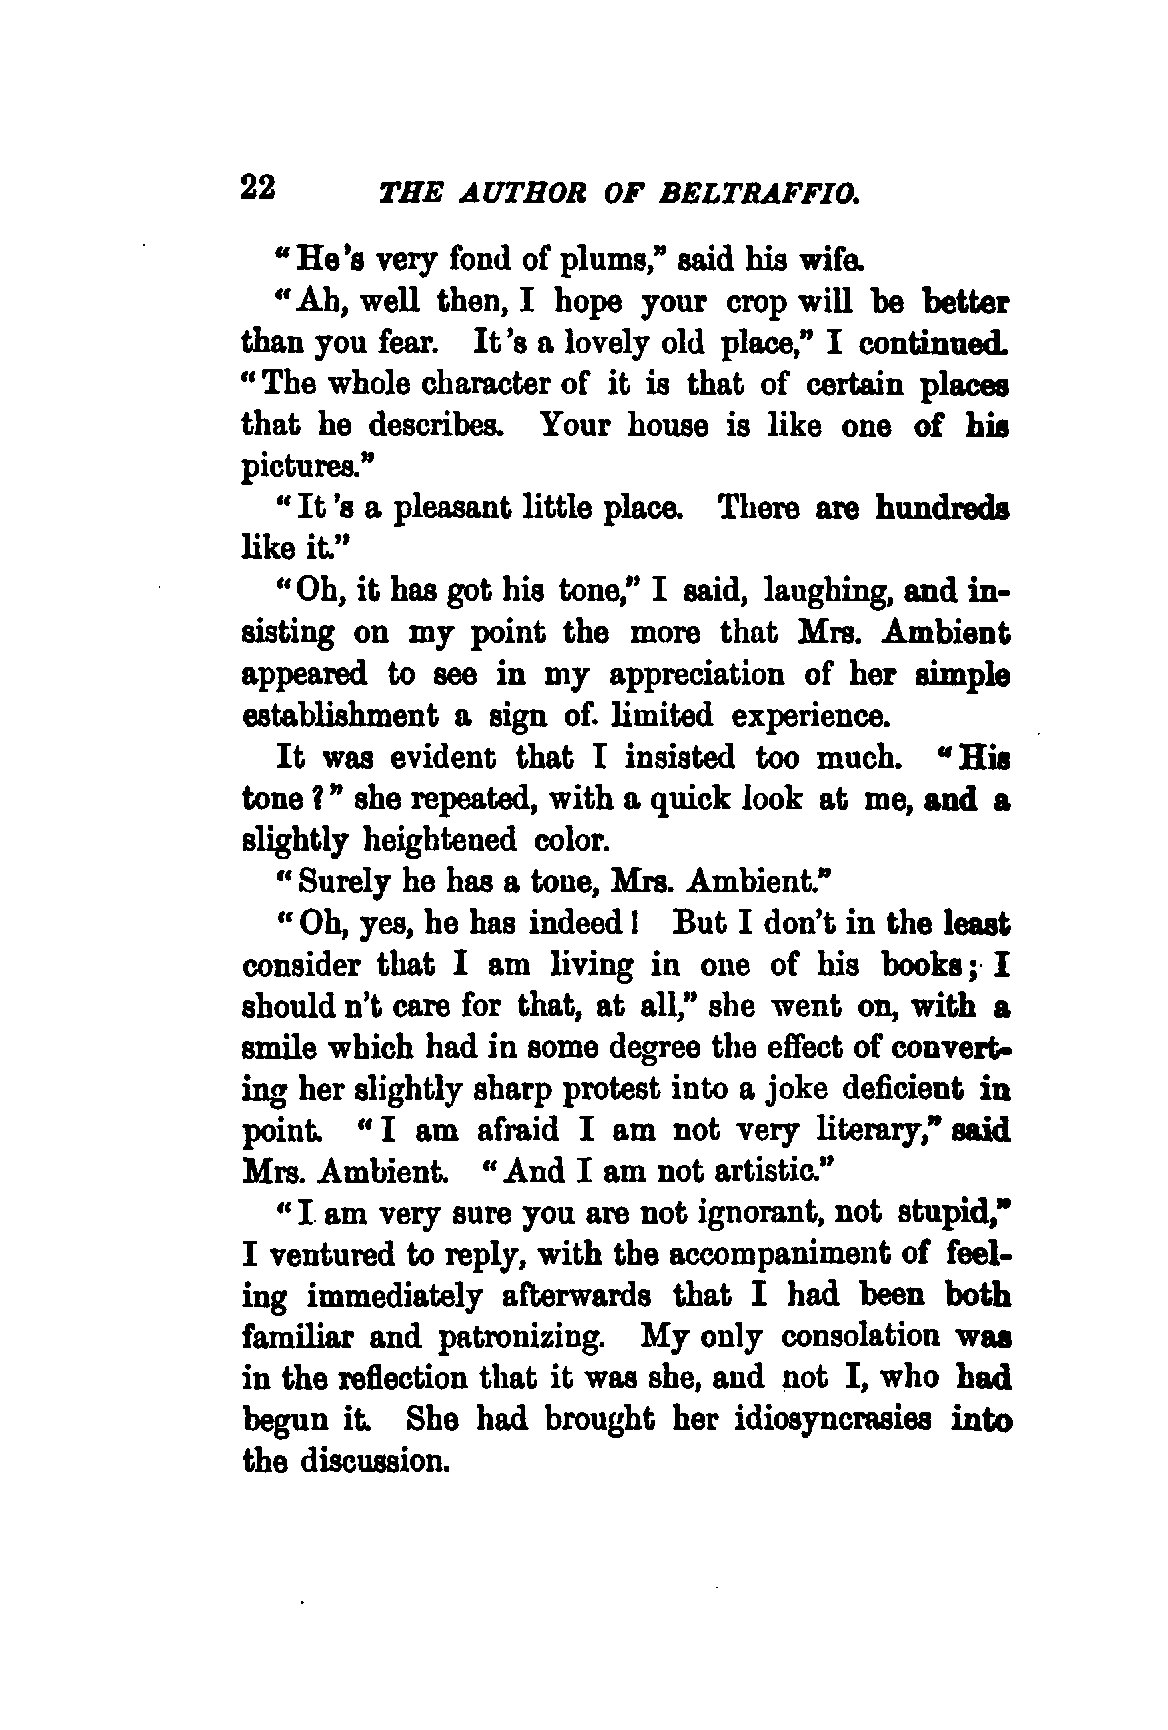 22 THE AUTHOR OF BELTRAFFIO.
"He's very fond of plums," said his wife.
"Ah, well then, I hope your crop will be better
than you fear. It 's a lovely old place," I continued.
"The whole character of it is that of certain places
that he describes. Your house is like one of his
pictures."
"It 's a pleasant little place. There are hundreds
like it."
"Oh, it has got his tone," I said, laughing, and in-
sisting on my point the more that Mrs. Ambient
appeared to see in my appreciation of her simple
establishment a sign of limited experience.
It was evident that I insisted too much. "His
tone?" she repeated, with a quick look at me, and a
slightly heightened color.
"Surely he has a tone, Mrs. Ambient."
"Oh, yes, he has indeed! But I don't in the least
consider that I am living in one of his books; I
should n't care for that, at all," she went on, with a
smile which had in some degree the effect of convert-
ing her slightly sharp protest into a joke deficient in
point. "I am afraid I am not very literary," said
Mrs. Ambient. "And I am not artistic."
"I am very sure you are not ignorant, not stupid,"
I ventured to reply, with the accompaniment of feel-
ing immediately afterwards that I had been both
familiar and patronizing. My only consolation was
in the reflection that it was she, and not I, who had
begun it. She had brought her idiosyncrasies into
the discussion.